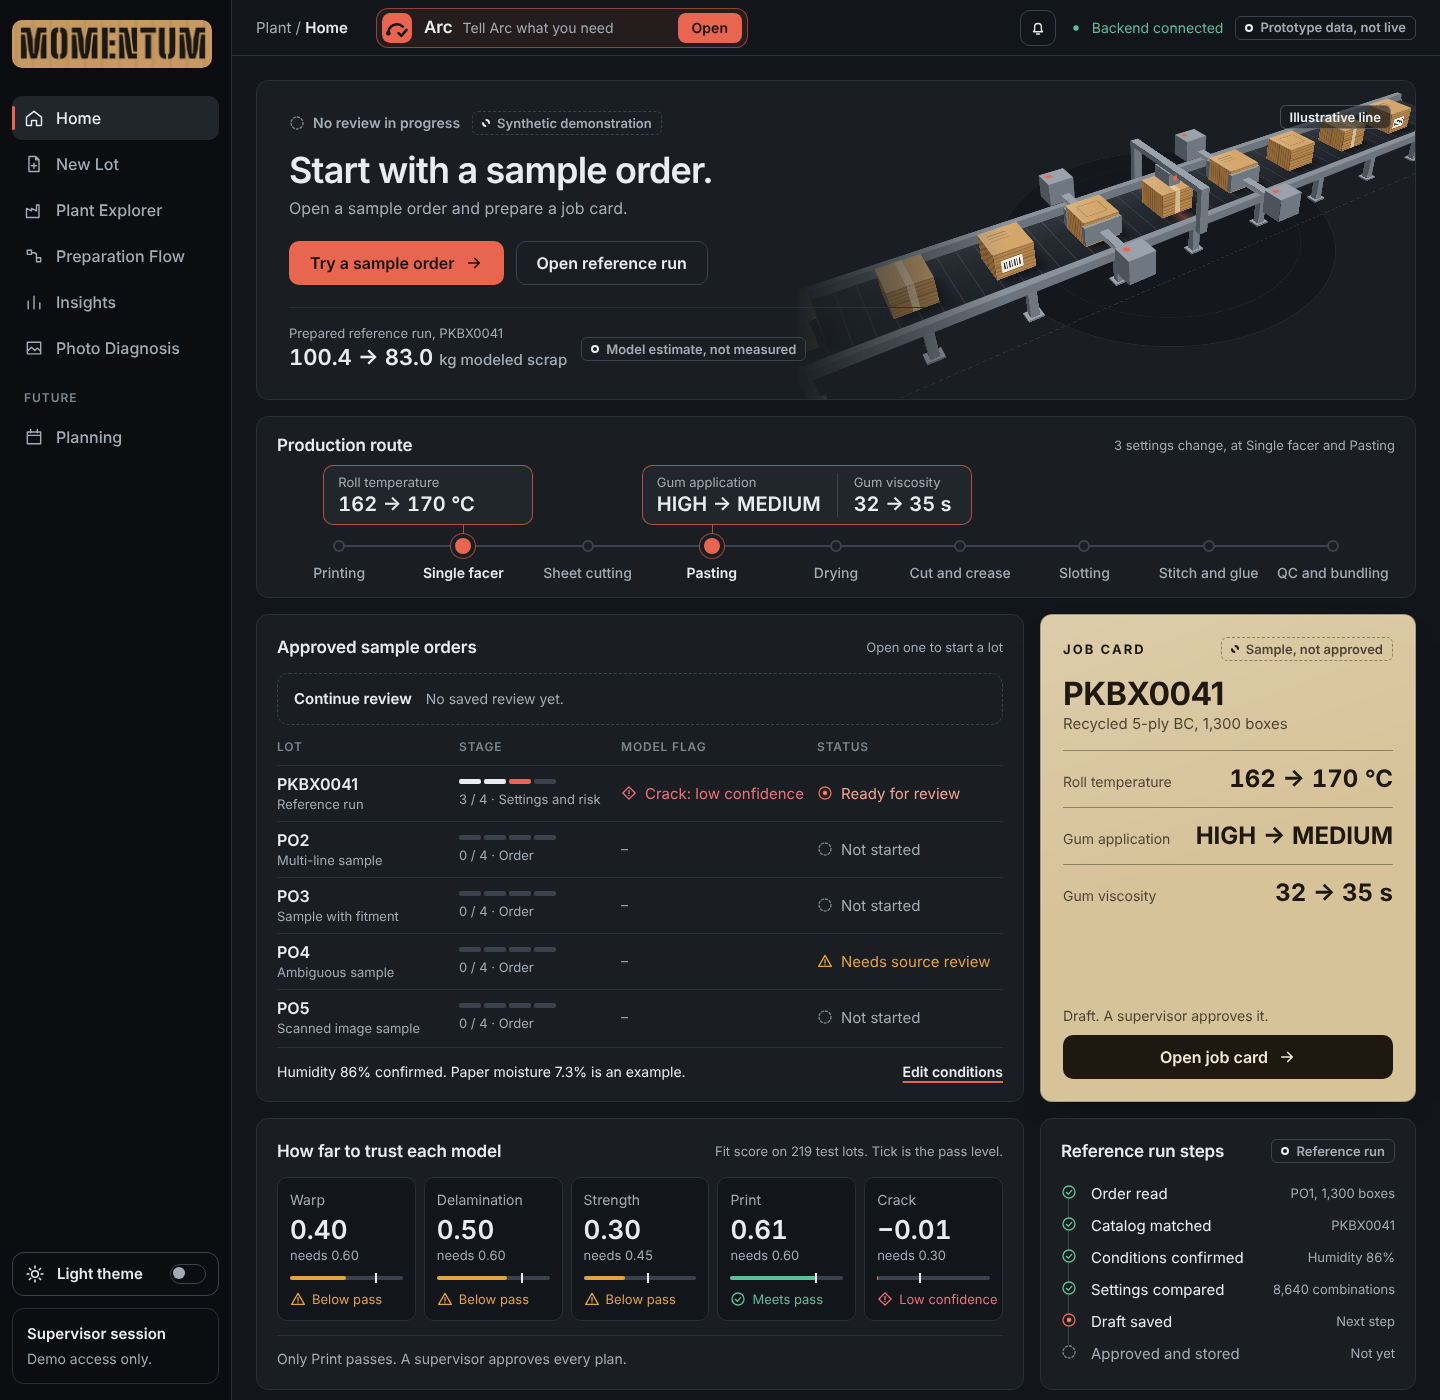 MOMENTUM
Home
New Lot
Plant Explorer
Preparation Flow
Insights
Photo Diagnosis
FUTURE
Planning
Light theme
Supervisor session
Demo access only.
Plant / Home
Arc Tell Arc what you need Open
Backend connected
Prototype data, not live
No review in progress
Synthetic demonstration
Illustrative line
Start with a sample order.
Open a sample order and prepare a job card.
Try a sample order →
Open reference run
Prepared reference run, PKBX0041
100.4 → 83.0 kg modeled scrap
Model estimate, not measured
Production route
3 settings change, at Single facer and Pasting
Roll temperature
162 → 170 °C
Gum application
HIGH → MEDIUM
Gum viscosity
32 → 35 s
Printing
Single facer
Sheet cutting
Pasting
Drying
Cut and crease
Slotting
Stitch and glue
QC and bundling
Approved sample orders
Open one to start a lot
Continue review No saved review yet.
LOT STAGE MODEL FLAG STATUS
PKBX0041
Reference run
3 / 4 · Settings and risk
Crack: low confidence
Ready for review
PO2
Multi-line sample
0 / 4 · Order
–
Not started
PO3
Sample with fitment
0 / 4 · Order
–
Not started
PO4
Ambiguous sample
0 / 4 · Order
–
Needs source review
PO5
Scanned image sample
0 / 4 · Order
–
Not started
Humidity 86% confirmed. Paper moisture 7.3% is an example.
Edit conditions
JOB CARD
Sample, not approved
PKBX0041
Recycled 5-ply BC, 1,300 boxes
Roll temperature 162 → 170 °C
Gum application HIGH → MEDIUM
Gum viscosity 32 → 35 s
Draft. A supervisor approves it.
Open job card →
How far to trust each model
Fit score on 219 test lots. Tick is the pass level.
Warp
0.40
needs 0.60
Below pass
Delamination
0.50
needs 0.60
Below pass
Strength
0.30
needs 0.45
Below pass
Print
0.61
needs 0.60
Meets pass
Crack
−0.01
needs 0.30
Low confidence
Only Print passes. A supervisor approves every plan.
Reference run steps
Reference run
Order read PO1, 1,300 boxes
Catalog matched PKBX0041
Conditions confirmed Humidity 86%
Settings compared 8,640 combinations
Draft saved Next step
Approved and stored Not yet